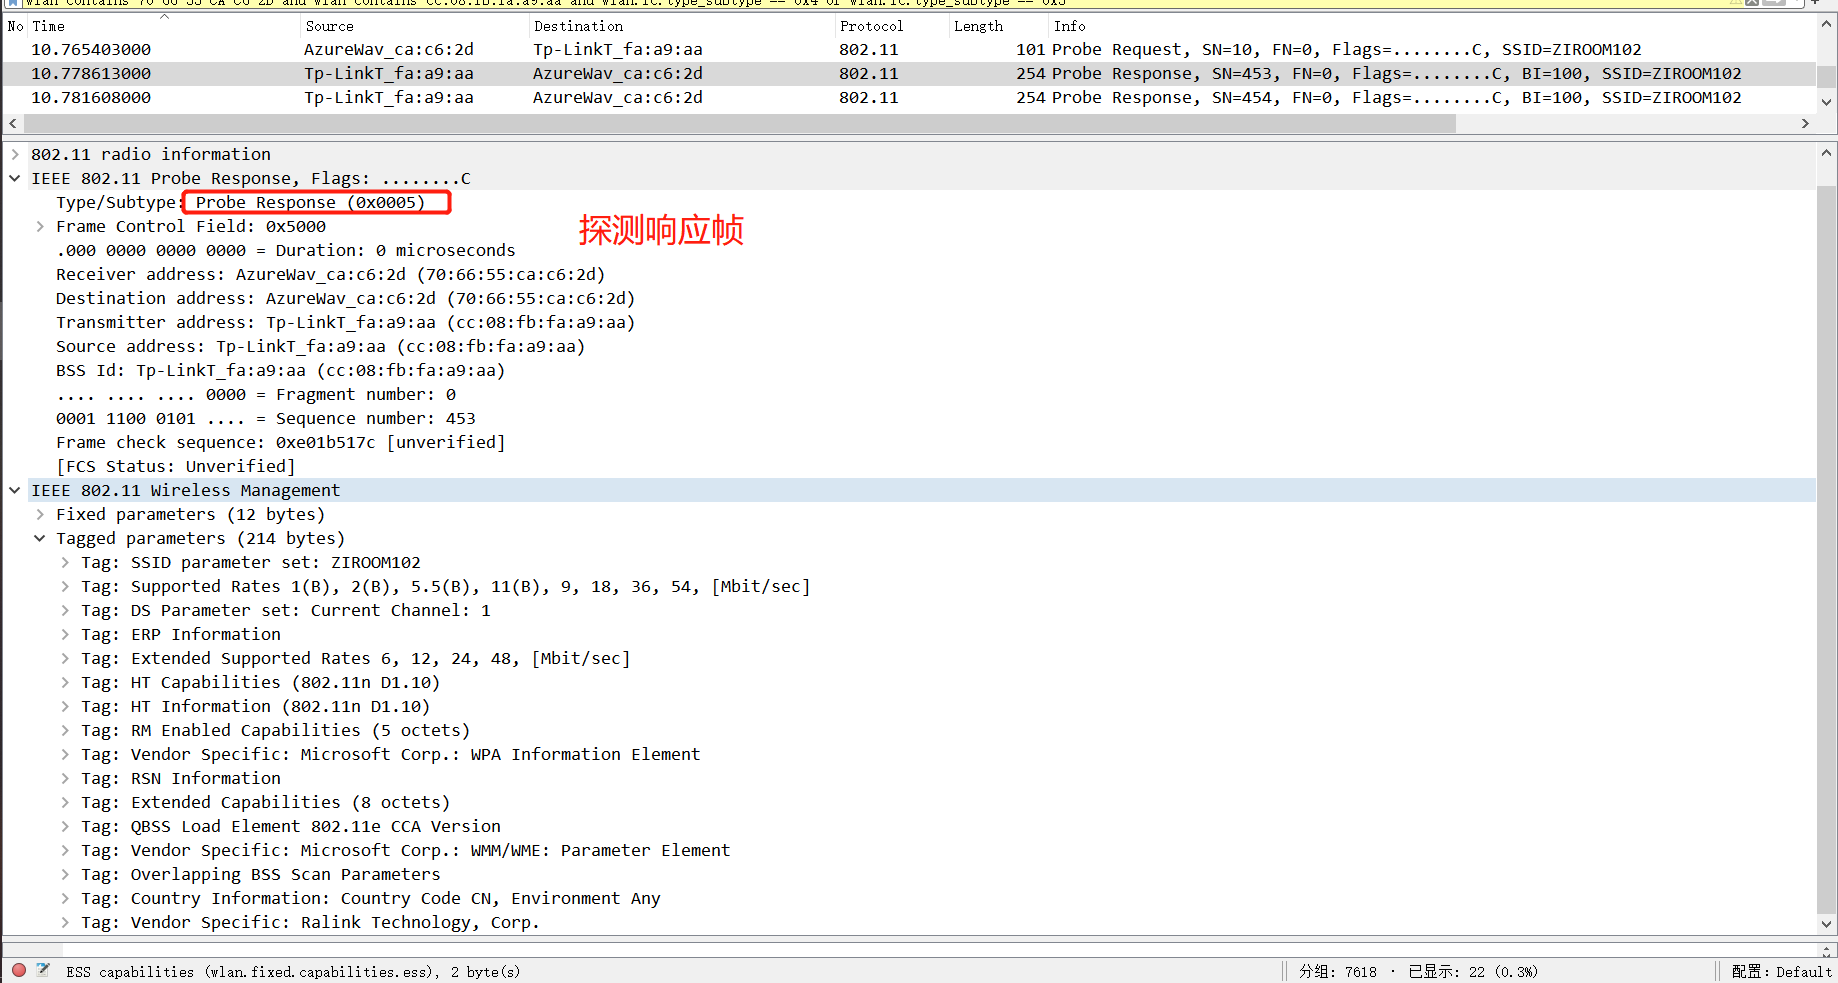 wlan contains 70 66 55 CA C6 2D and wlan contains cc:08:fb:fa:a9:aa and wlan.fc.type_subtype == 0x4 or wlan.fc.type_subtype == 0x5
No Time Source Destination Protocol Length Info
10.765403000 AzureWav_ca:c6:2d Tp-LinkT_fa:a9:aa 802.11 101 Probe Request, SN=10, FN=0, Flags=........C, SSID=ZIROOM102
10.778613000 Tp-LinkT_fa:a9:aa AzureWav_ca:c6:2d 802.11 254 Probe Response, SN=453, FN=0, Flags=........C, BI=100, SSID=ZIROOM102
10.781608000 Tp-LinkT_fa:a9:aa AzureWav_ca:c6:2d 802.11 254 Probe Response, SN=454, FN=0, Flags=........C, BI=100, SSID=ZIROOM102
802.11 radio information
IEEE 802.11 Probe Response, Flags: ........C
Type/Subtype: Probe Response (0x0005)
探测响应帧
Frame Control Field: 0x5000
.000 0000 0000 0000 = Duration: 0 microseconds
Receiver address: AzureWav_ca:c6:2d (70:66:55:ca:c6:2d)
Destination address: AzureWav_ca:c6:2d (70:66:55:ca:c6:2d)
Transmitter address: Tp-LinkT_fa:a9:aa (cc:08:fb:fa:a9:aa)
Source address: Tp-LinkT_fa:a9:aa (cc:08:fb:fa:a9:aa)
BSS Id: Tp-LinkT_fa:a9:aa (cc:08:fb:fa:a9:aa)
.... .... .... 0000 = Fragment number: 0
0001 1100 0101 .... = Sequence number: 453
Frame check sequence: 0xe01b517c [unverified]
[FCS Status: Unverified]
IEEE 802.11 Wireless Management
Fixed parameters (12 bytes)
Tagged parameters (214 bytes)
Tag: SSID parameter set: ZIROOM102
Tag: Supported Rates 1(B), 2(B), 5.5(B), 11(B), 9, 18, 36, 54, [Mbit/sec]
Tag: DS Parameter set: Current Channel: 1
Tag: ERP Information
Tag: Extended Supported Rates 6, 12, 24, 48, [Mbit/sec]
Tag: HT Capabilities (802.11n D1.10)
Tag: HT Information (802.11n D1.10)
Tag: RM Enabled Capabilities (5 octets)
Tag: Vendor Specific: Microsoft Corp.: WPA Information Element
Tag: RSN Information
Tag: Extended Capabilities (8 octets)
Tag: QBSS Load Element 802.11e CCA Version
Tag: Vendor Specific: Microsoft Corp.: WMM/WME: Parameter Element
Tag: Overlapping BSS Scan Parameters
Tag: Country Information: Country Code CN, Environment Any
Tag: Vendor Specific: Ralink Technology, Corp.
ESS capabilities (wlan.fixed.capabilities.ess), 2 byte(s) 分组: 7618 · 已显示: 22 (0.3%) 配置: Default